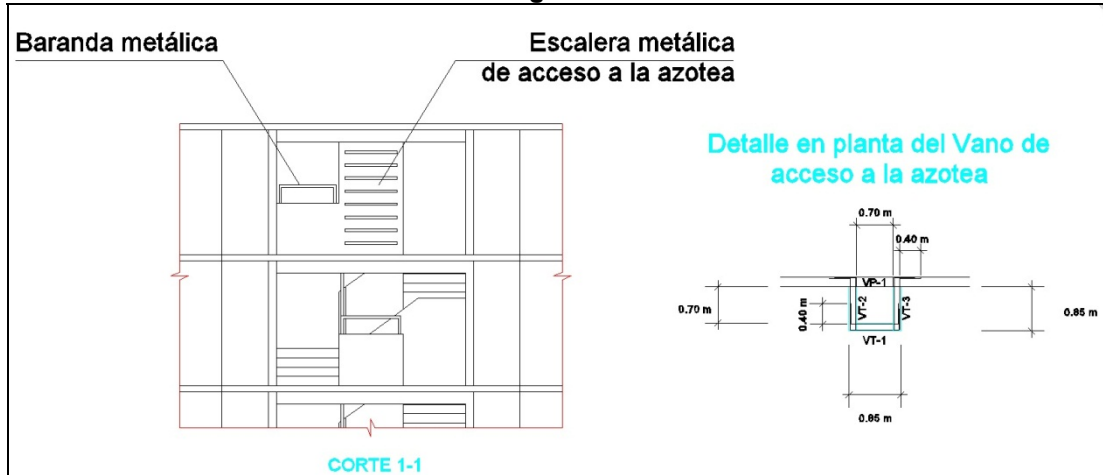 Baranda metálica
Escalera metálica
de acceso a la azotea
Detalle en planta del Vano de
acceso a la azotea
0.70 m
0.40 m
VP-1
0.70 m
0.40 m
VT-2
VT-3
0.85 m
VT-1
0.85 m
CORTE 1-1